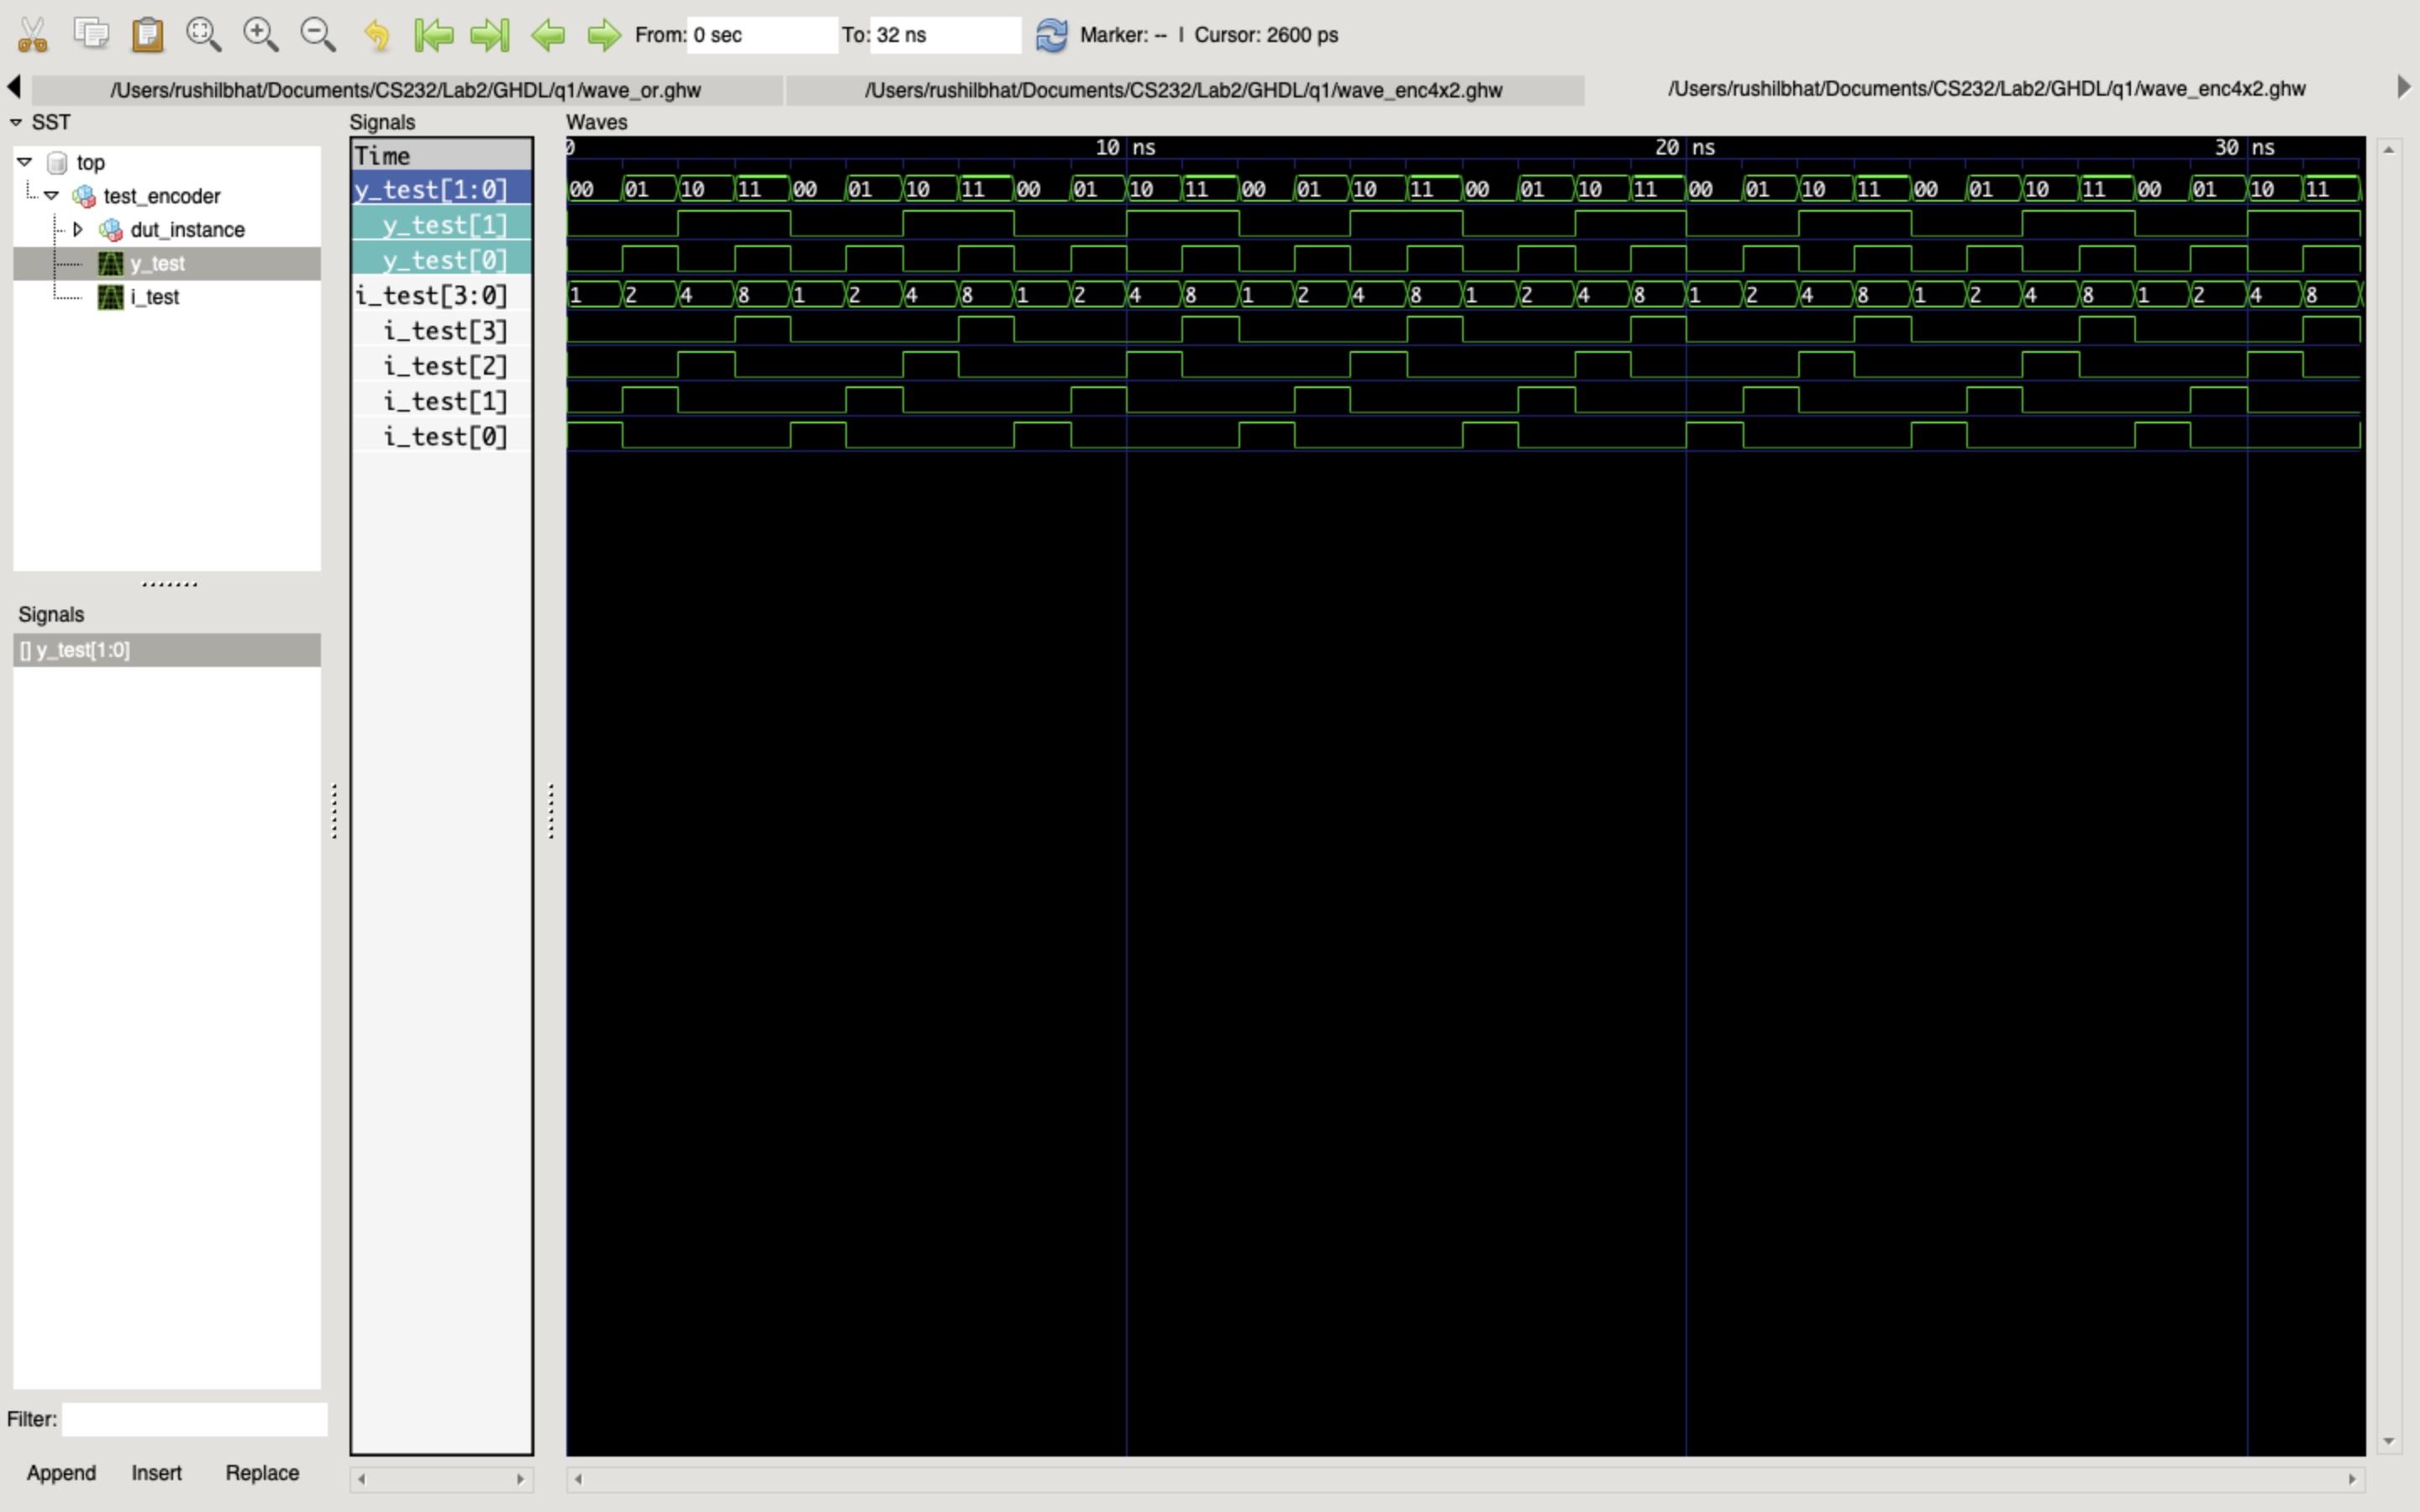 From: 0 sec To: 32 ns Marker: -- | Cursor: 2600 ps
/Users/rushilbhat/Documents/CS232/Lab2/GHDL/q1/wave_or.ghw /Users/rushilbhat/Documents/CS232/Lab2/GHDL/q1/wave_enc4x2.ghw /Users/rushilbhat/Documents/CS232/Lab2/GHDL/q1/wave_enc4x2.ghw
SST
top
test_encoder
dut_instance
y_test
i_test
Signals
[] y_test[1:0]
Filter:
Append Insert Replace
Signals
Time
y_test[1:0]
y_test[1]
y_test[0]
i_test[3:0]
i_test[3]
i_test[2]
i_test[1]
i_test[0]
Waves
0 10 ns 20 ns 30 ns
00 01 10 11 00 01 10 11 00 01 10 11 00 01 10 11 00 01 10 11 00 01 10 11 00 01 10 11 00 01 10 11
1 2 4 8 1 2 4 8 1 2 4 8 1 2 4 8 1 2 4 8 1 2 4 8 1 2 4 8 1 2 4 8